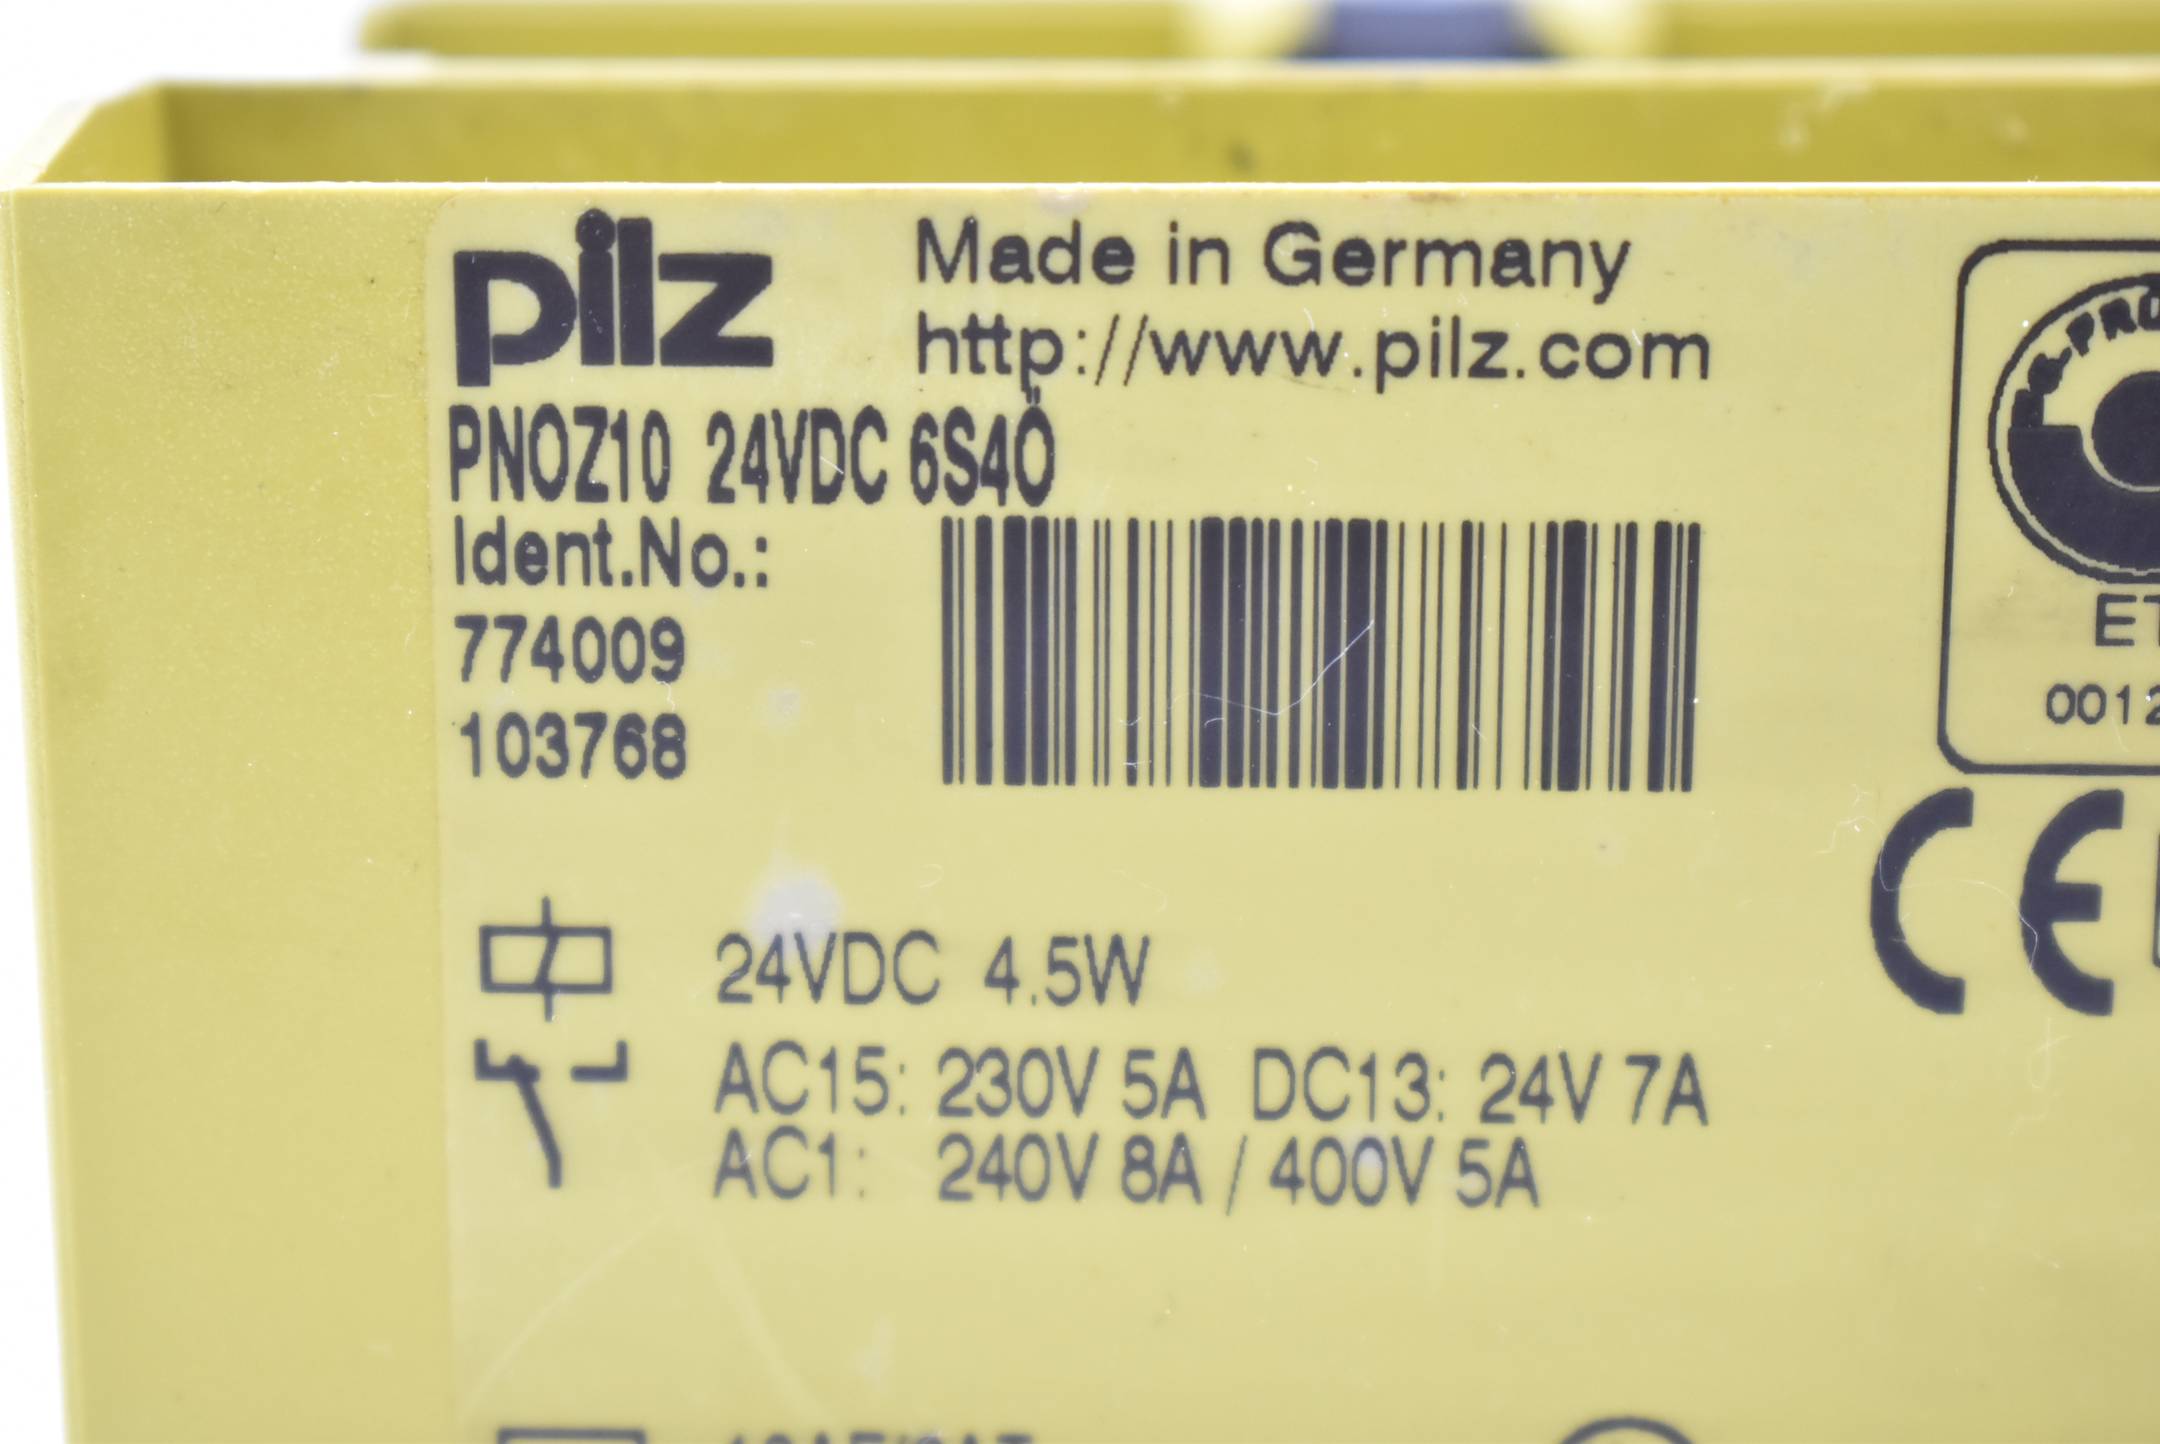 pilz
Made in Germany
http://www.pilz.com
PNOZ10 24VDC 6S4Ö
Ident.No.:
774009
103768
24VDC 4.5W
AC15: 230V 5A DC13: 24V 7A
AC1: 240V 8A / 400V 5A
CE